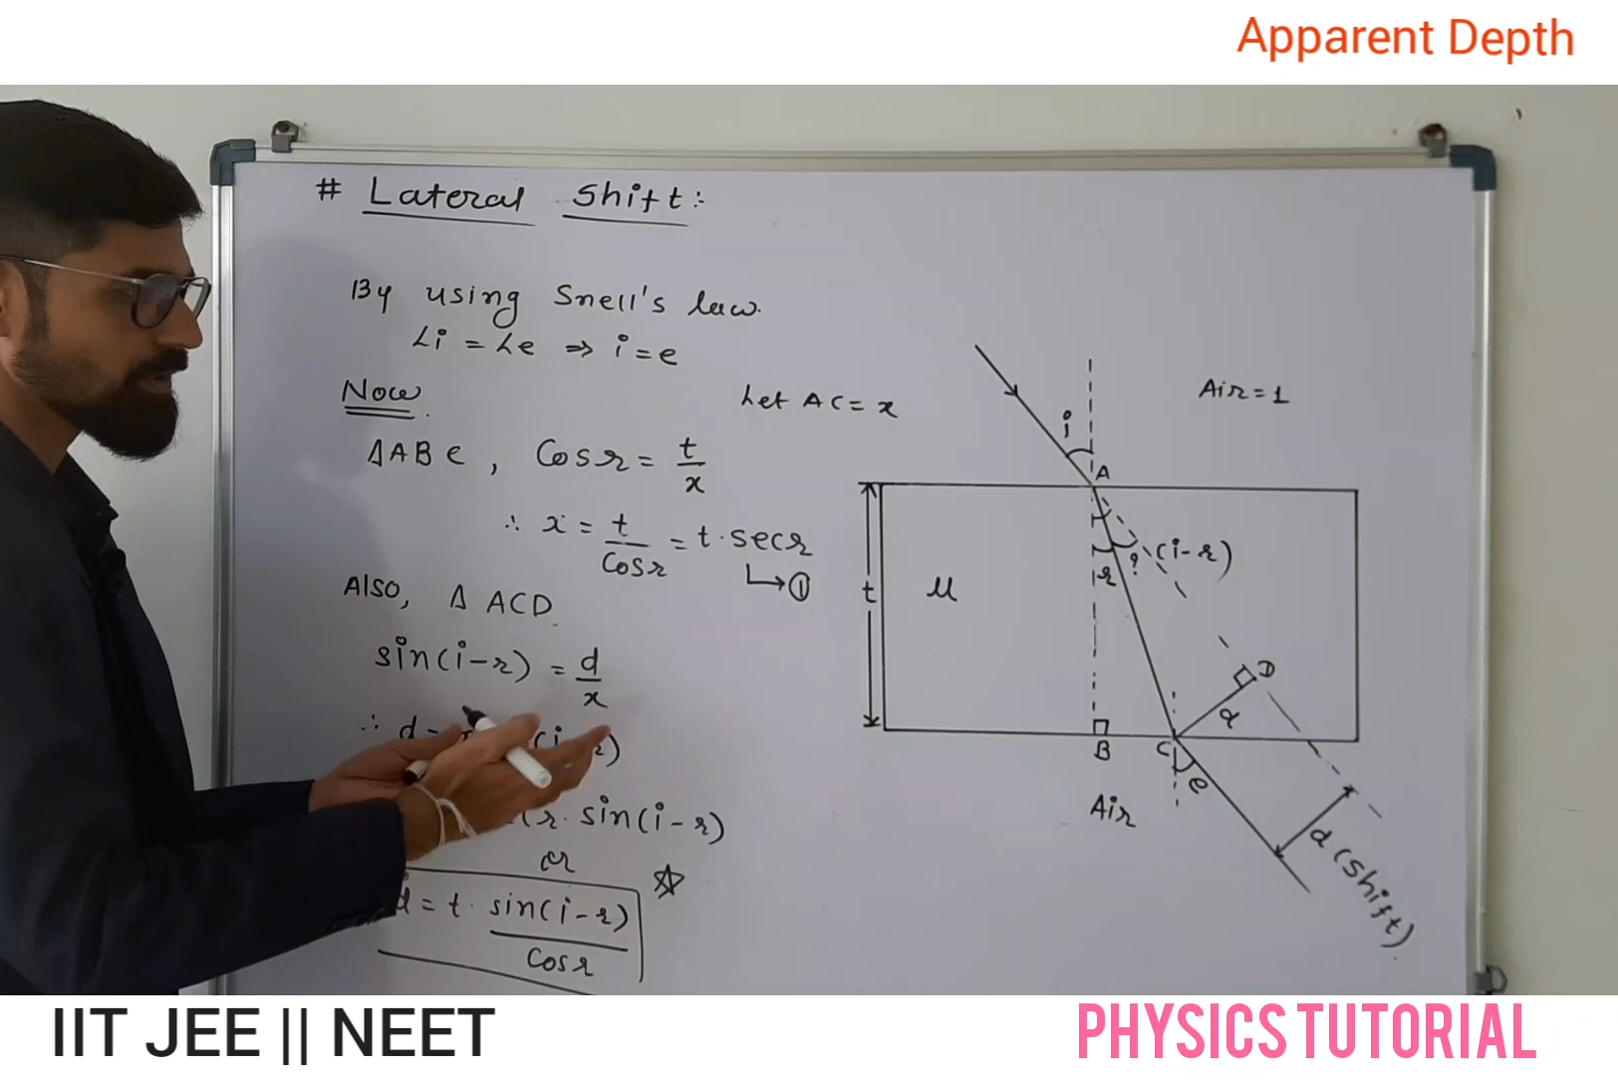 Apparent Depth
# Lateral Shift:-
By using Snell's law.
∠i = ∠e ⇒ i = e
Now
Let AC = x
ΔABC, Cos r = t/x
∴ x = t/Cos r = t · sec r
↳ ①
Also, Δ ACD
sin(i-r) = d/x
∴ d = (i-r)
r · sin(i-r)
or
d = t · sin(i-r)/Cos r
Air = 1
i
A
(i-r)
?
r
t
μ
D
d
B
C
e
Air
d (shift)
IIT JEE || NEET
PHYSICS TUTORIAL